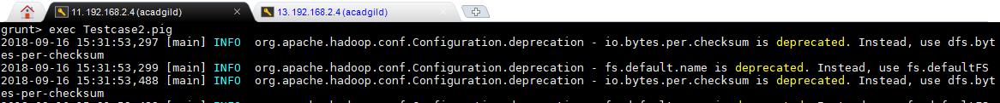 11. 192.168.2.4 (acadgild)
13. 192.168.2.4 (acadgild)
grunt> exec Testcase2.pig
2018-09-16 15:31:53,297 [main] INFO  org.apache.hadoop.conf.Configuration.deprecation - io.bytes.per.checksum is deprecated. Instead, use dfs.byt
es-per-checksum
2018-09-16 15:31:53,299 [main] INFO  org.apache.hadoop.conf.Configuration.deprecation - fs.default.name is deprecated. Instead, use fs.defaultFS
2018-09-16 15:31:53,488 [main] INFO  org.apache.hadoop.conf.Configuration.deprecation - io.bytes.per.checksum is deprecated. Instead, use dfs.byt
es-per-checksum